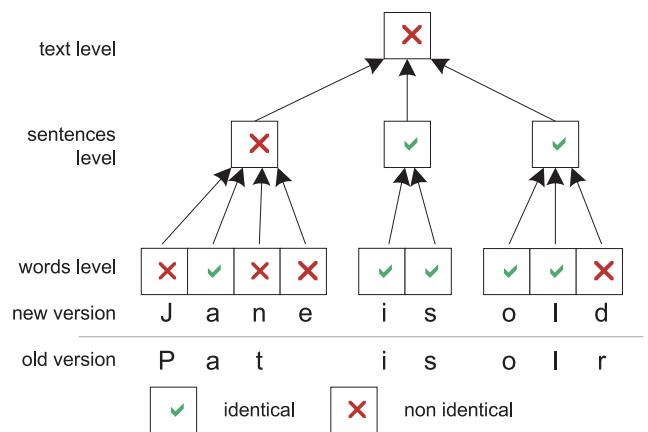 text level
sentences
level
words level
new version J a n e i s o l d
old version P a t i s o l r
identical non identical